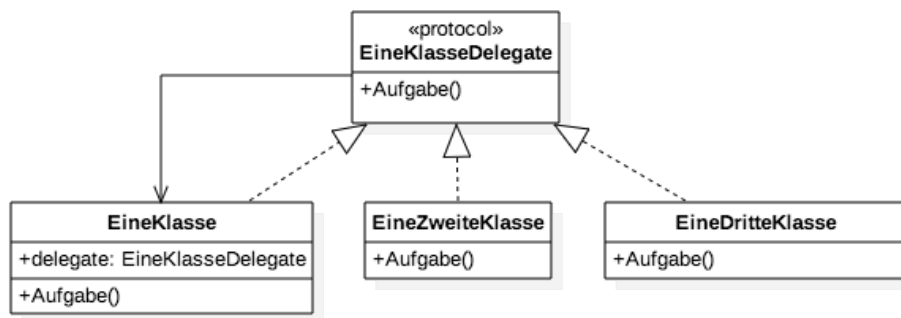 «protocol»
EineKlasseDelegate
+Aufgabe()
EineKlasse
+delegate: EineKlasseDelegate
+Aufgabe()
EineZweiteKlasse
+Aufgabe()
EineDritteKlasse
+Aufgabe()